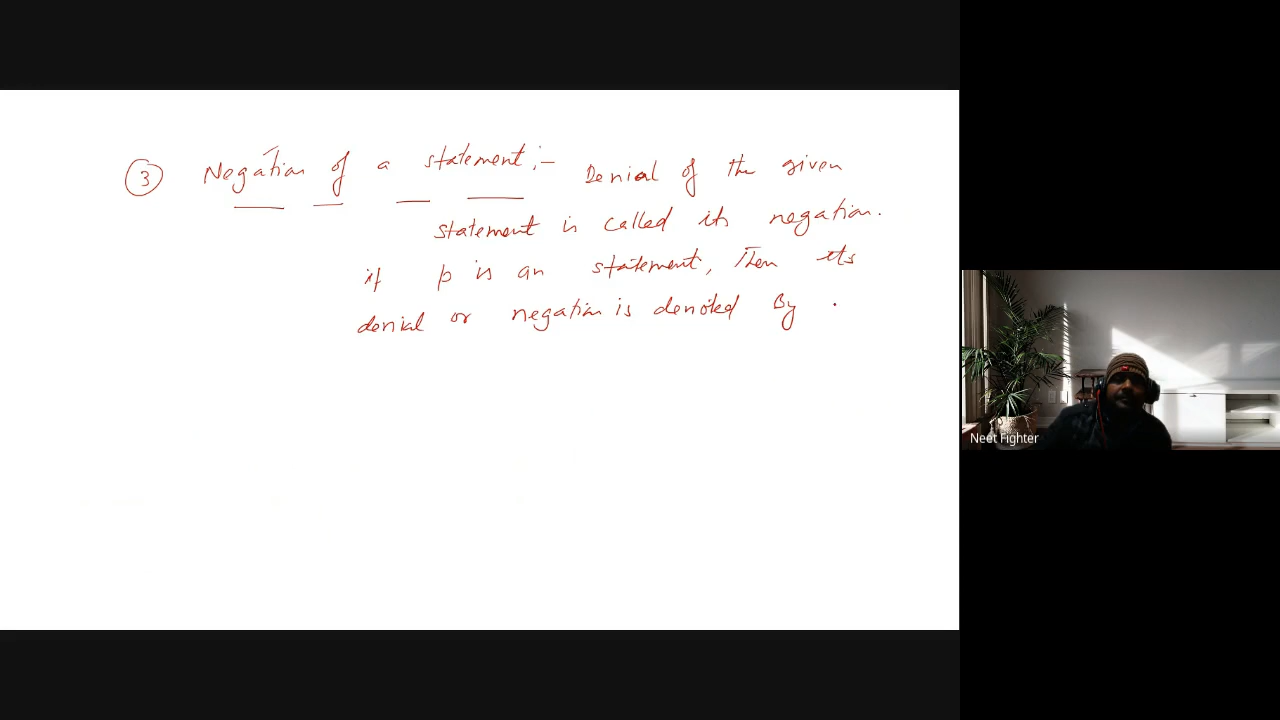 3 Negation of a statement :- Denial of the given
statement is called its negation.
if p is an statement, Then its
denial or negation is denoted By
Neet Fighter